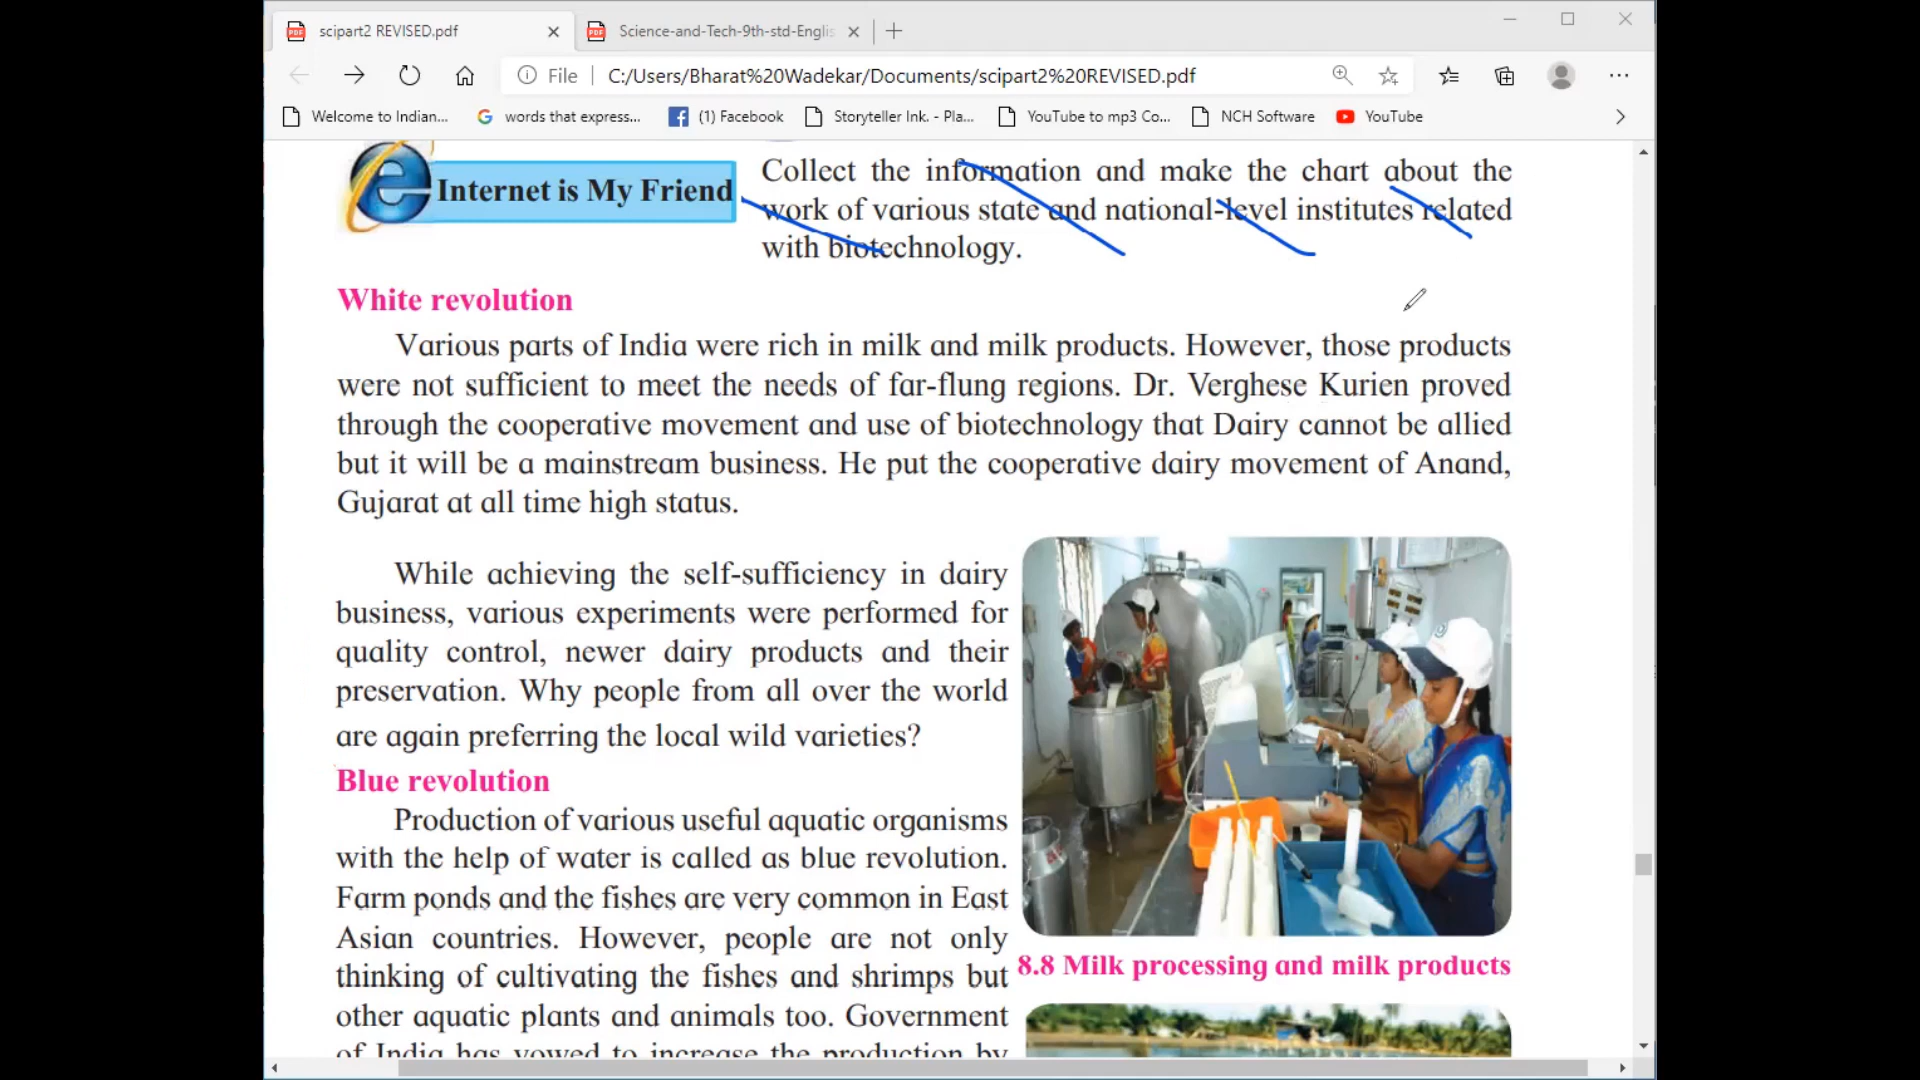 scipart2 REVISED.pdf
Science-and-Tech-9th-std-Englis
File C:/Users/Bharat%20Wadekar/Documents/scipart2%20REVISED.pdf
Welcome to Indian... words that express... (1) Facebook Storyteller Ink. - Pla... YouTube to mp3 Co... NCH Software YouTube
Internet is My Friend
Collect the information and make the chart about the
work of various state and national-level institutes related
with biotechnology.
White revolution
Various parts of India were rich in milk and milk products. However, those products
were not sufficient to meet the needs of far-flung regions. Dr. Verghese Kurien proved
through the cooperative movement and use of biotechnology that Dairy cannot be allied
but it will be a mainstream business. He put the cooperative dairy movement of Anand,
Gujarat at all time high status.
While achieving the self-sufficiency in dairy
business, various experiments were performed for
quality control, newer dairy products and their
preservation. Why people from all over the world
are again preferring the local wild varieties?
Blue revolution
Production of various useful aquatic organisms
with the help of water is called as blue revolution.
Farm ponds and the fishes are very common in East
Asian countries. However, people are not only
thinking of cultivating the fishes and shrimps but
other aquatic plants and animals too. Government
of India has vowed to increase the production by
8.8 Milk processing and milk products